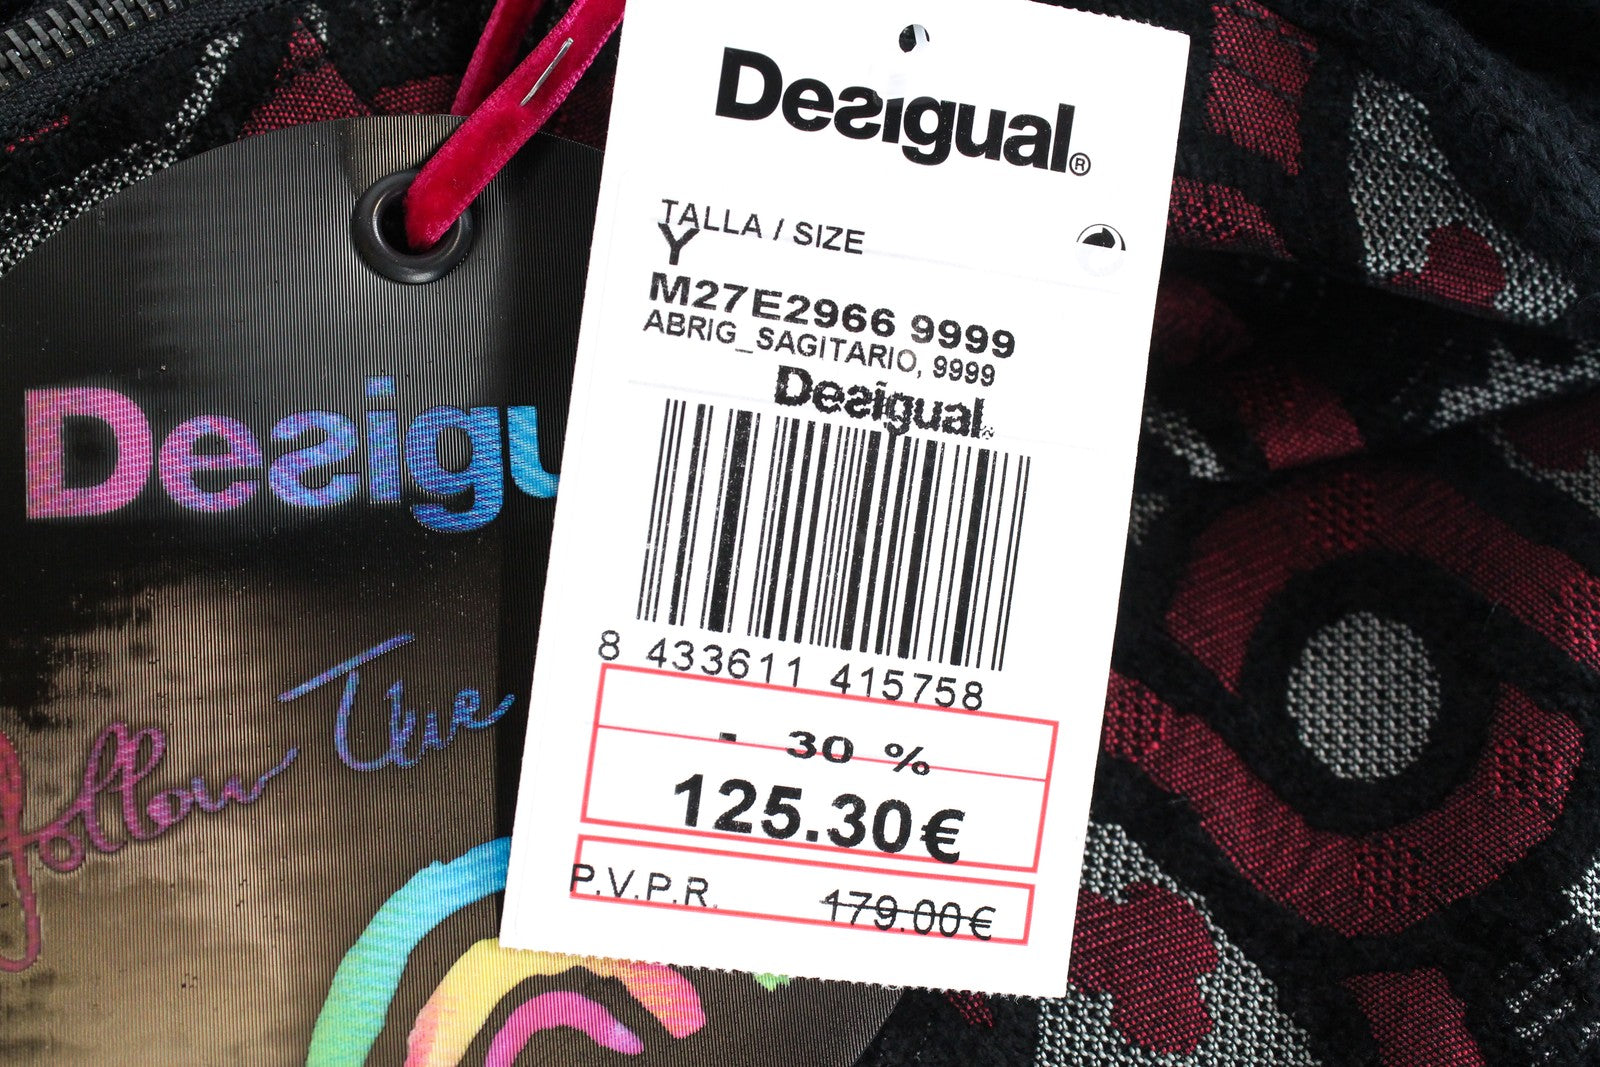 Desigual®
TALLA / SIZE
Y
M27E2966 9999
ABRIG_SAGITARIO, 9999
Desigual
8 433611 415758
- 30 %
125.30€
P.V.P.R. 179.00€
Desigu
follow The